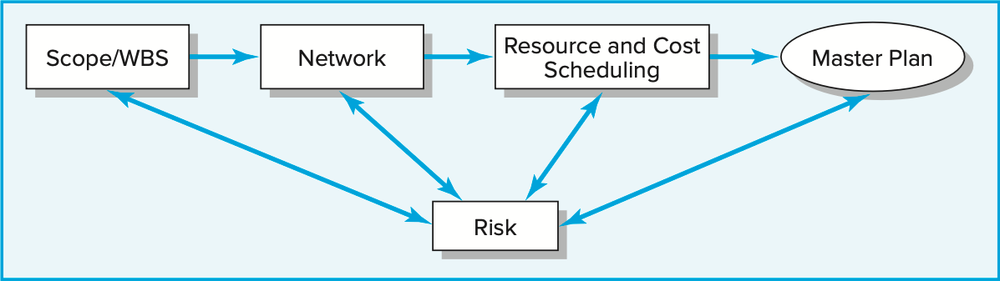 Scope/WBS
Network
Resource and Cost
Scheduling
Master Plan
Risk